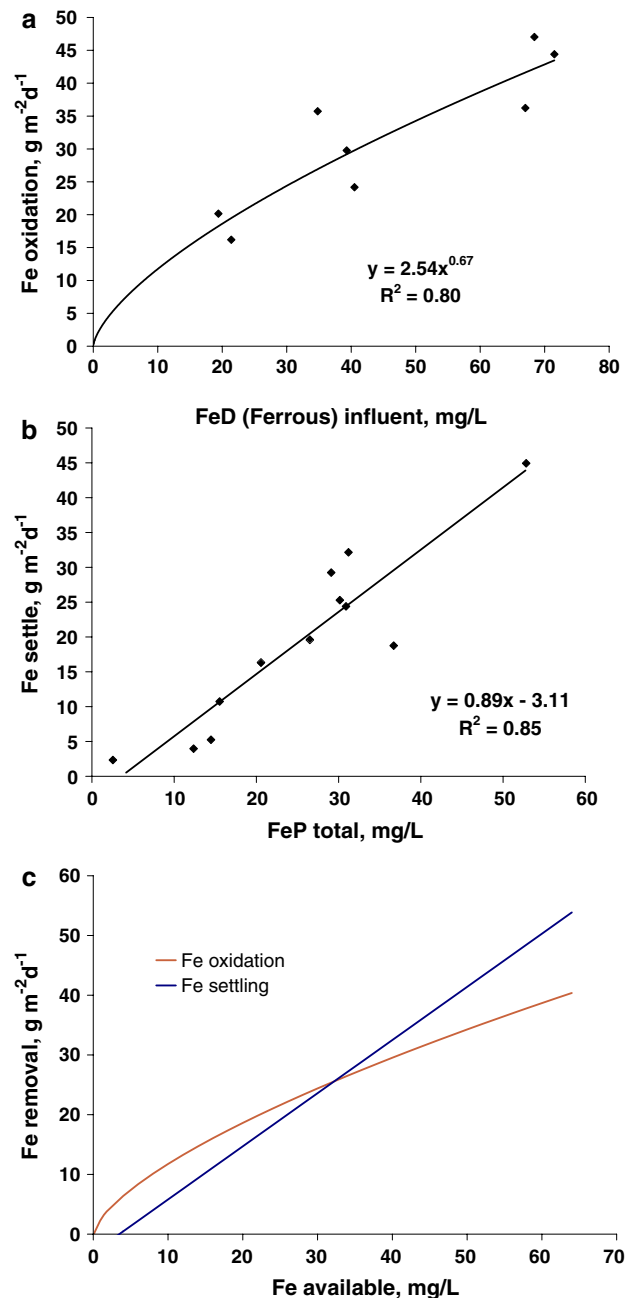 a
50
45
40
35
30
25
20
15
10
5
0
Fe oxidation, g m⁻²d⁻¹
y = 2.54x^0.67
R² = 0.80
0 10 20 30 40 50 60 70 80
FeD (Ferrous) influent, mg/L
b
50
45
40
35
30
25
20
15
10
5
0
Fe settle, g m⁻²d⁻¹
y = 0.89x - 3.11
R² = 0.85
0 10 20 30 40 50 60
FeP total, mg/L
c
60
50
40
30
20
10
0
Fe removal, g m⁻²d⁻¹
Fe oxidation
Fe settling
0 10 20 30 40 50 60 70
Fe available, mg/L